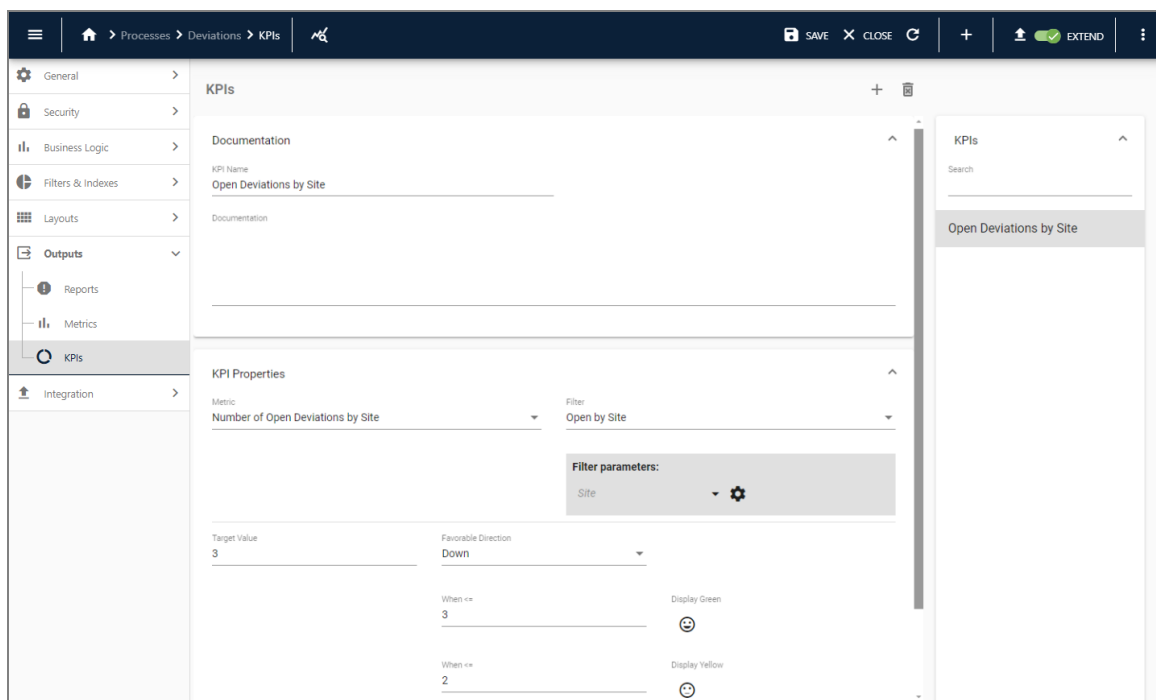 > Processes > Deviations > KPIs SAVE CLOSE + EXTEND
General
Security
Business Logic
Filters & Indexes
Layouts
Outputs
Reports
Metrics
KPIs
Integration
KPIs
Documentation
KPI Name
Open Deviations by Site
Documentation
KPI Properties
Metric Filter
Number of Open Deviations by Site Open by Site
Filter parameters:
Site
Target Value Favorable Direction
3 Down
When <= Display Green
3
When <= Display Yellow
2
KPIs
Search
Open Deviations by Site